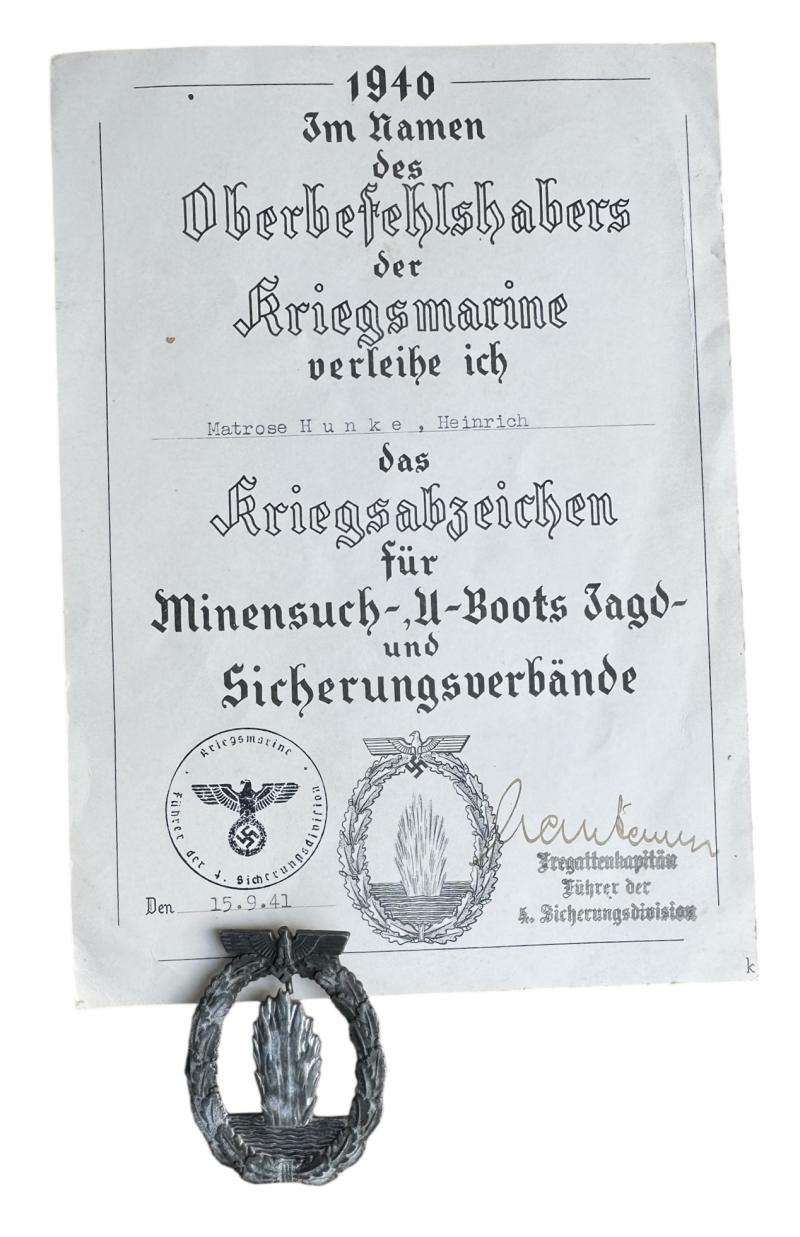 1940
Im Namen
des
Oberbefehlshabers
der
Kriegsmarine
verleihe ich
Matrose H u n k e , Heinrich
das
Kriegsabzeichen
für
Minensuch-, U-Boots Jagd-
und
Sicherungsverbände
Kriegsmarine
Führer der 4. Sicherungsdivision
Fregattenkapitän
Führer der
4. Sicherungsdivision
Den 15.9.41
k